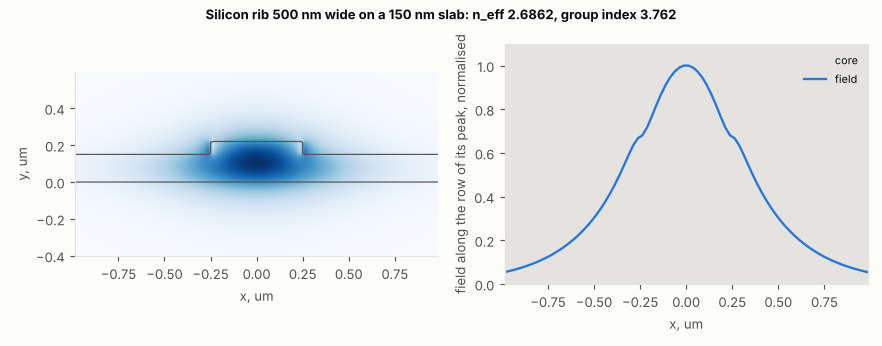 Silicon rib 500 nm wide on a 150 nm slab: n_eff 2.6862, group index 3.762
y, um
0.4
0.2
0.0
−0.2
−0.4
−0.75 −0.50 −0.25 0.00 0.25 0.50 0.75
x, um
field along the row of its peak, normalised
1.0
0.8
0.6
0.4
0.2
0.0
core
field
−0.75 −0.50 −0.25 0.00 0.25 0.50 0.75
x, um